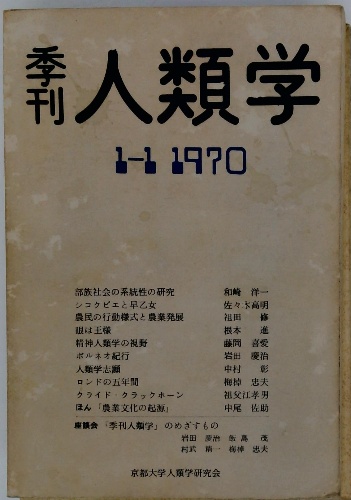 季刊 人類学
1-1 1970
部族社会の系統性の研究 和崎 洋一
シコクビエと早乙女 佐々木高明
農民の行動様式と農業発展 祖田 修
眼は王様 根本 進
精神人類学の視野 藤岡 喜愛
ボルネオ紀行 岩田 慶治
人類学志願 中村 彰
ロンドの五年間 梅棹 忠夫
クライド・クラックホーン 祖父江孝男
ほん「農業文化の起源」 中尾 佐助
座談会 「季刊人類学」のめざすもの
岩田 慶治 飯島 茂
村武 精一 梅棹 忠夫
京都大学人類学研究会